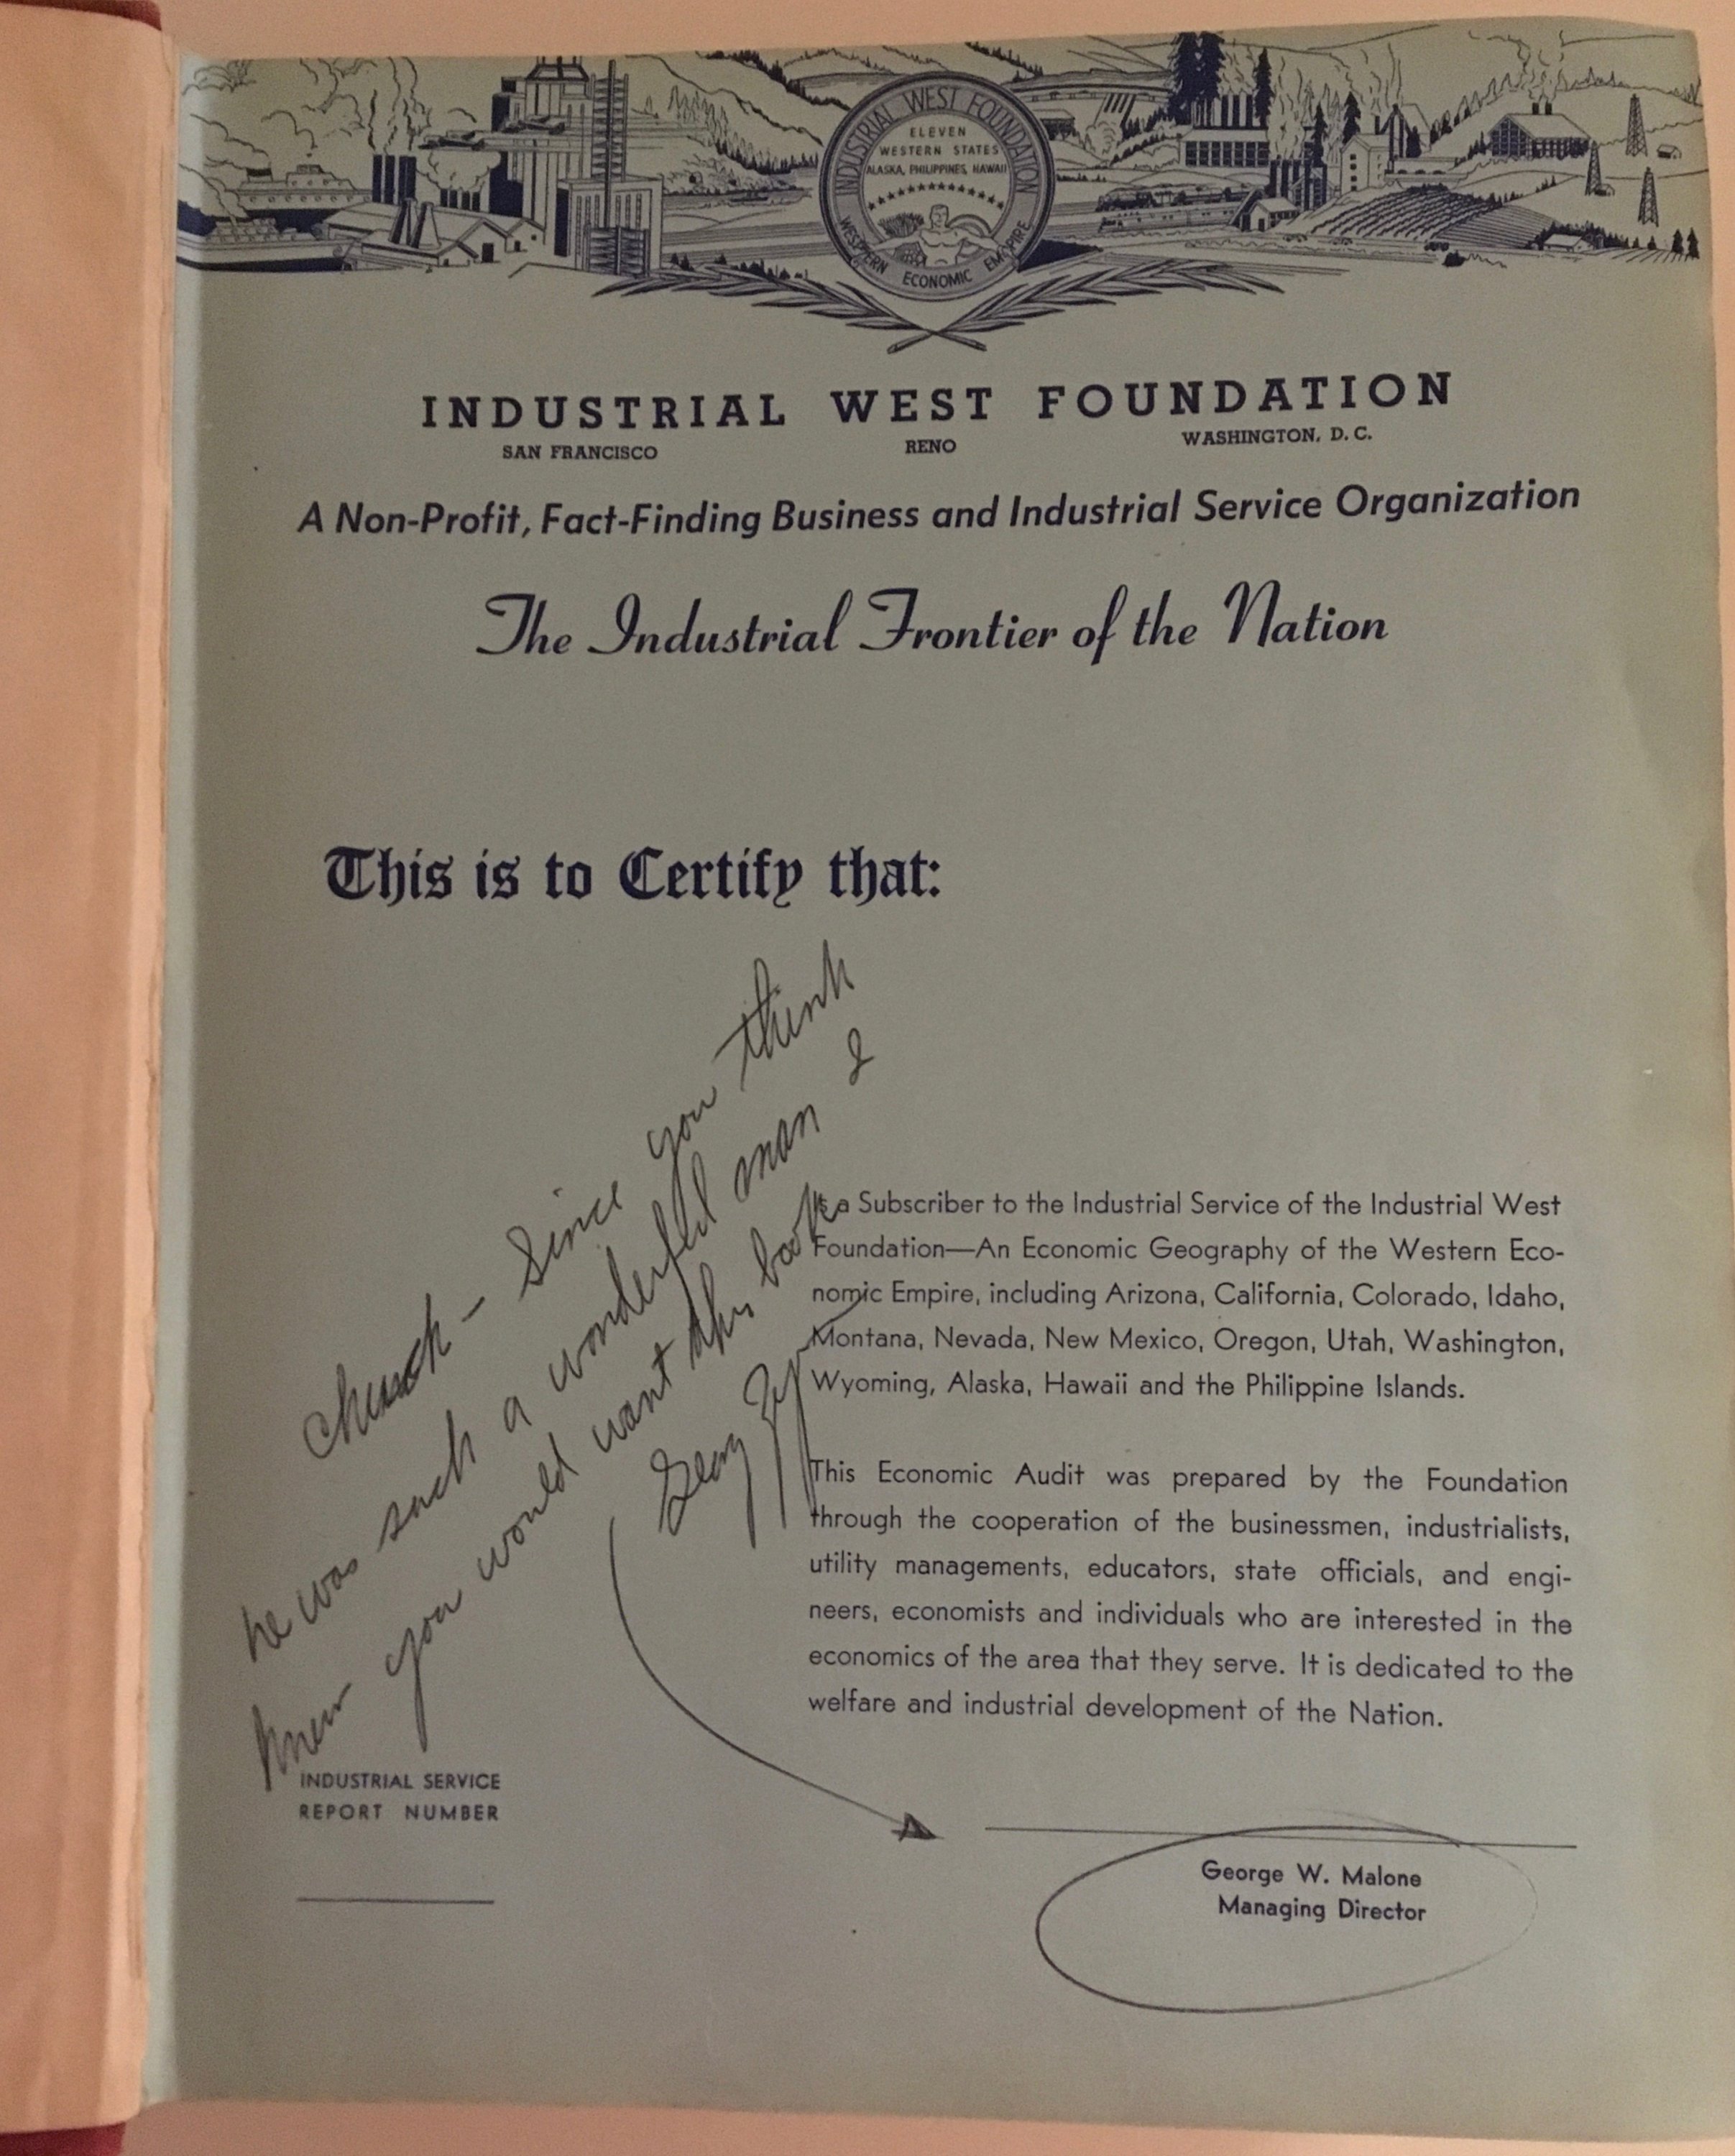 INDUSTRIAL WEST FOUNDATION
ELEVEN
WESTERN STATES
ALASKA, PHILIPPINES, HAWAII
WESTERN ECONOMIC EMPIRE
INDUSTRIAL WEST FOUNDATION
SAN FRANCISCO RENO WASHINGTON, D. C.
A Non-Profit, Fact-Finding Business and Industrial Service Organization
The Industrial Frontier of the Nation
This is to Certify that:
Chuck – Since you think
he was such a wonderful man I
knew you would want this book
Is a Subscriber to the Industrial Service of the Industrial West
Foundation—An Economic Geography of the Western Eco-
nomic Empire, including Arizona, California, Colorado, Idaho,
Montana, Nevada, New Mexico, Oregon, Utah, Washington,
Wyoming, Alaska, Hawaii and the Philippine Islands.
This Economic Audit was prepared by the Foundation
through the cooperation of the businessmen, industrialists,
utility managements, educators, state officials, and engi-
neers, economists and individuals who are interested in the
economics of the area that they serve. It is dedicated to the
welfare and industrial development of the Nation.
INDUSTRIAL SERVICE
REPORT NUMBER
George W. Malone
Managing Director